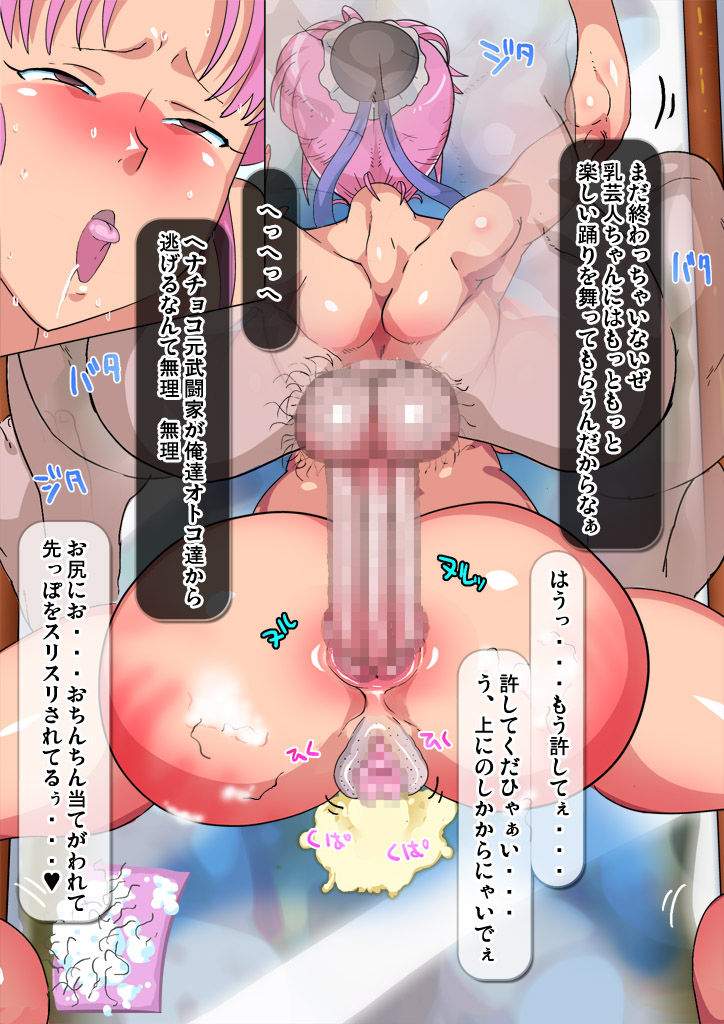 まだ終わっちゃいないぜ
乳芸人ちゃんにはもっともっと
楽しい踊りを舞ってもらうんだからなぁ
へっへっへ
ヘナチョコ元武闘家が俺達オトコ達から
逃げるなんて無理　無理
はうっ・・・もう許してぇ・・・
許してくだひゃぁい・・・
う、上にのしかからにゃいでぇ
お尻にお・・・おちんちん当てがわれて
先っぽをスリスリされてるぅ・・・♥
ジタ
ジタ
バタ
バタ
ヌルッ
ヌル
ひく
ひく
くぱ°
くぱ°